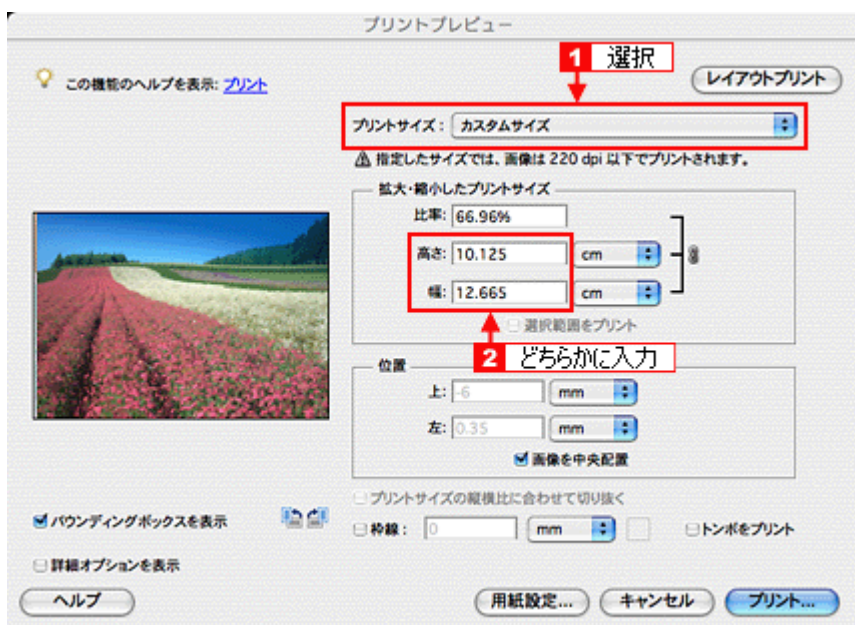 プリントプレビュー
1 選択
この機能のヘルプを表示: プリント
レイアウトプリント
プリントサイズ: カスタムサイズ
指定したサイズでは、画像は 220 dpi 以下でプリントされます。
拡大・縮小したプリントサイズ
比率: 66.96%
高さ: 10.125 cm
幅: 12.665 cm
選択範囲をプリント
2 どちらかに入力
位置
上: -6 mm
左: 0.35 mm
画像を中央配置
プリントサイズの縦横比に合わせて切り抜く
バウンディングボックスを表示
枠線: 0 mm
トンボをプリント
詳細オプションを表示
ヘルプ
用紙設定...
キャンセル
プリント...